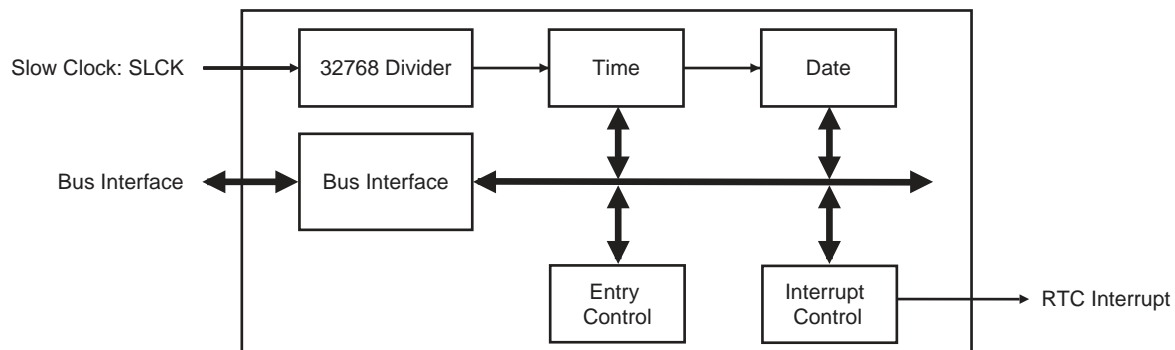 Slow Clock: SLCK
32768 Divider
Time
Date
Bus Interface
Bus Interface
Entry
Control
Interrupt
Control
RTC Interrupt